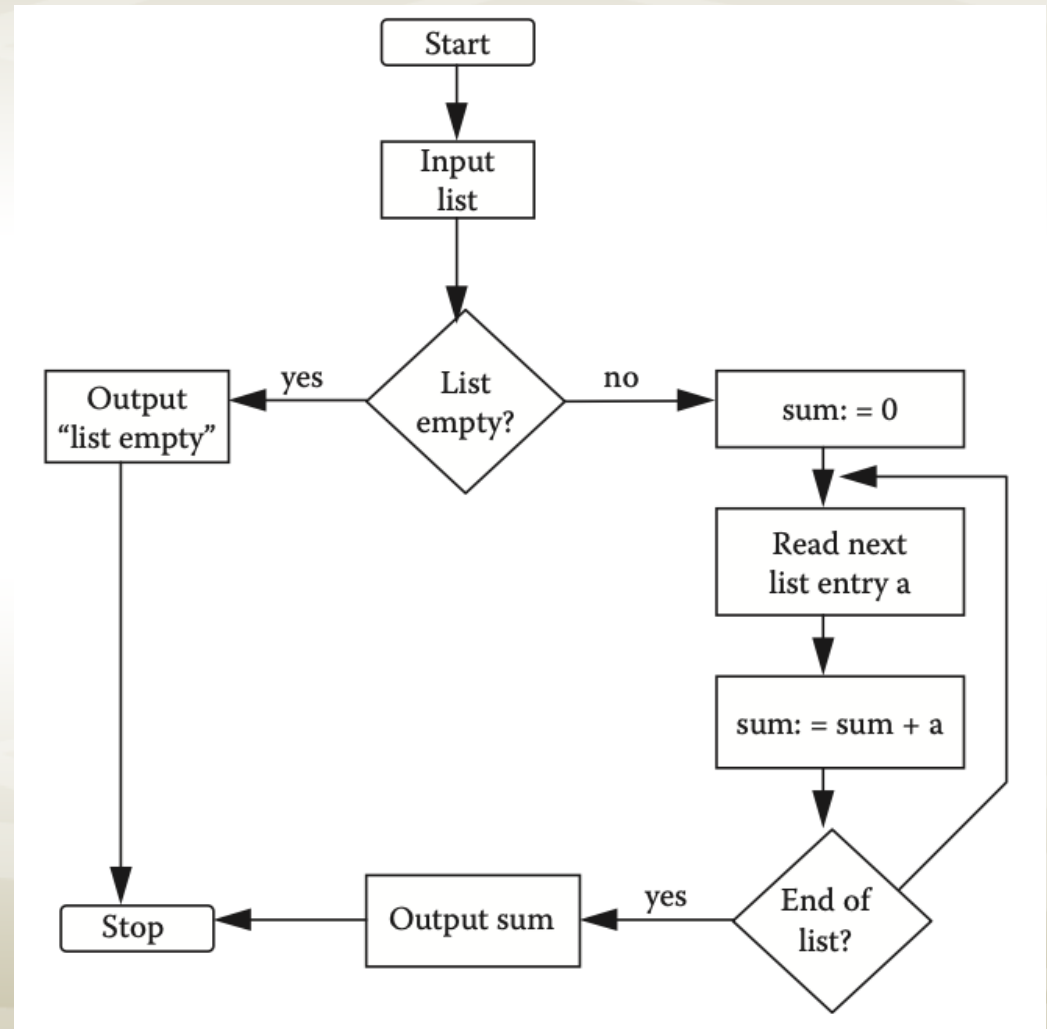 Start
Input
list
List
empty?
yes
no
Output
“list empty”
sum: = 0
Read next
list entry a
sum: = sum + a
End of
list?
yes
Output sum
Stop